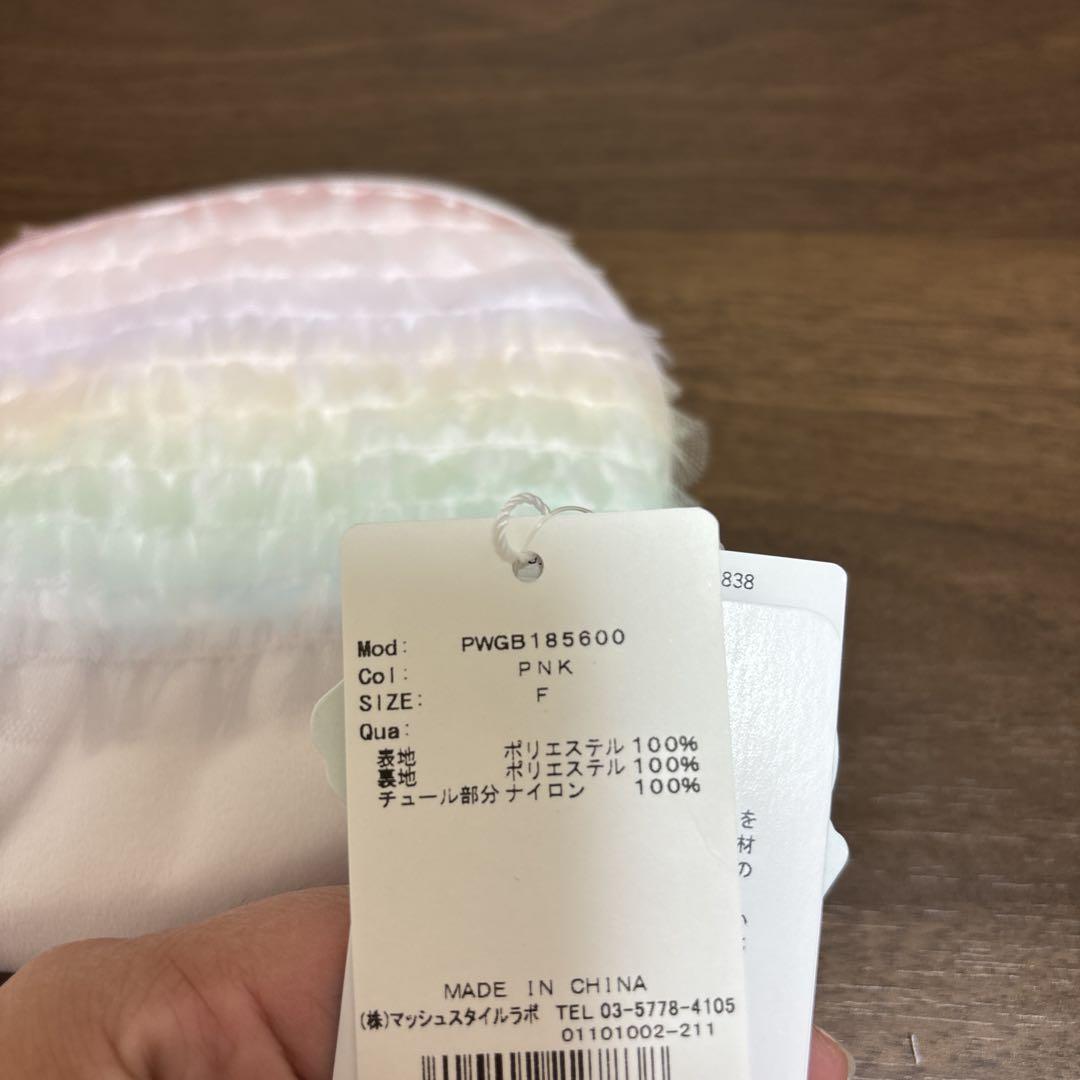 838
Mod: PWGB185600
Col: PNK
SIZE: F
Qua:
表地 ポリエステル 100%
裏地 ポリエステル 100%
チュール部分 ナイロン 100%
を
材
の
MADE IN CHINA
(株)マッシュスタイルラボ TEL 03-5778-4105
01101002-211